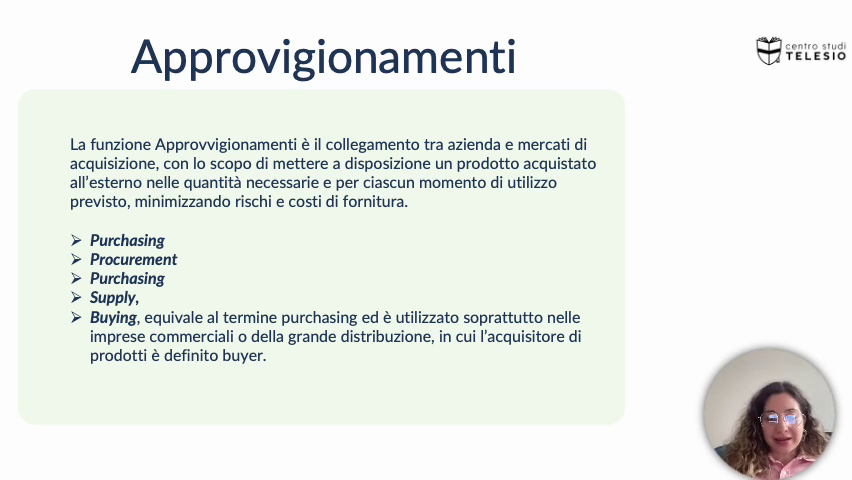 Approvigionamenti
centro studi
TELESIO
La funzione Approvvigionamenti è il collegamento tra azienda e mercati di
acquisizione, con lo scopo di mettere a disposizione un prodotto acquistato
all'esterno nelle quantità necessarie e per ciascun momento di utilizzo
previsto, minimizzando rischi e costi di fornitura.
➢ Purchasing
➢ Procurement
➢ Purchasing
➢ Supply,
➢ Buying, equivale al termine purchasing ed è utilizzato soprattutto nelle
imprese commerciali o della grande distribuzione, in cui l'acquisitore di
prodotti è definito buyer.